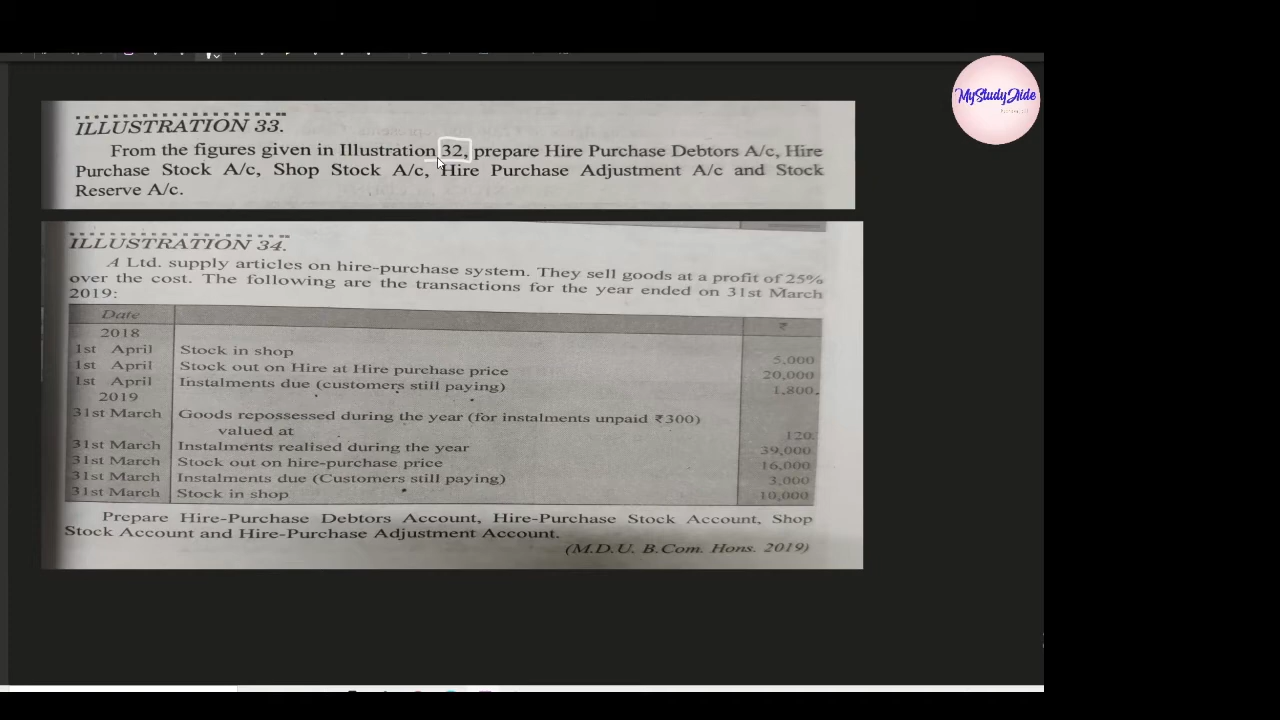 MyStudyJide
ILLUSTRATION 33.
From the figures given in Illustration 32, prepare Hire Purchase Debtors A/c, Hire
Purchase Stock A/c, Shop Stock A/c, Hire Purchase Adjustment A/c and Stock
Reserve A/c.
ILLUSTRATION 34.
A Ltd. supply articles on hire-purchase system. They sell goods at a profit of 25%
over the cost. The following are the transactions for the year ended on 31st March
2019:
Date ₹
2018
1st April Stock in shop 5,000
1st April Stock out on Hire at Hire purchase price 20,000
1st April Instalments due (customers still paying) 1,800
2019
31st March Goods repossessed during the year (for instalments unpaid ₹300)
valued at 120
31st March Instalments realised during the year 39,000
31st March Stock out on hire-purchase price 16,000
31st March Instalments due (Customers still paying) 3,000
31st March Stock in shop 10,000
Prepare Hire-Purchase Debtors Account, Hire-Purchase Stock Account, Shop
Stock Account and Hire-Purchase Adjustment Account.
(M.D.U. B.Com. Hons. 2019)